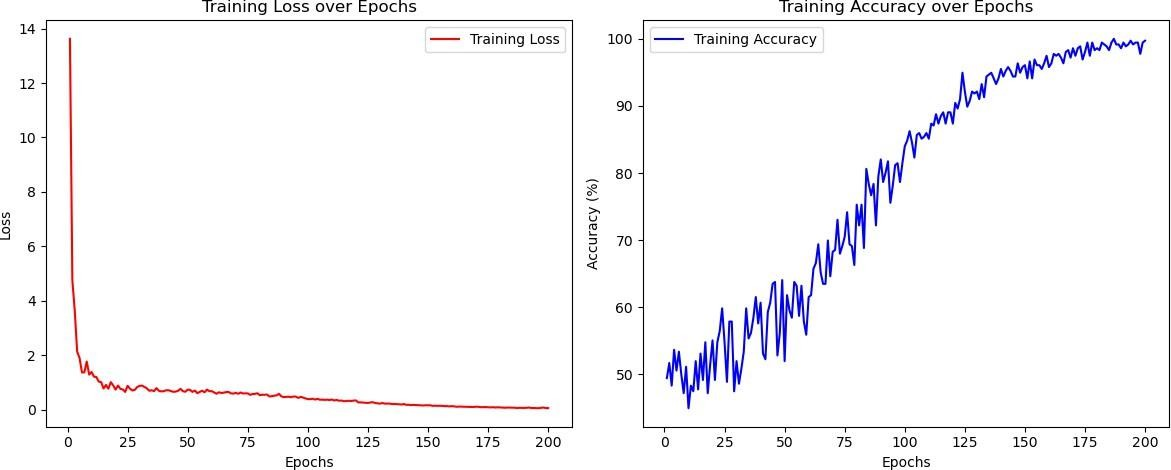 Training Loss over Epochs
Training Loss
14
12
10
8
6
4
2
0
Loss
0 25 50 75 100 125 150 175 200
Epochs
Training Accuracy over Epochs
Training Accuracy
100
90
80
70
60
50
Accuracy (%)
0 25 50 75 100 125 150 175 200
Epochs